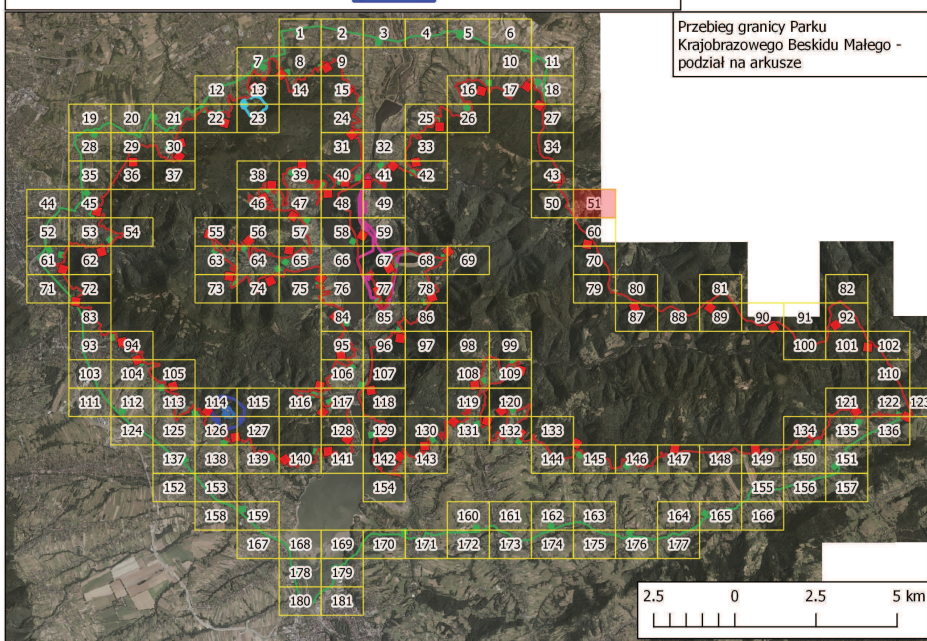 Przebieg granicy Parku
Krajobrazowego Beskidu Małego -
podział na arkusze
1 2 3 4 5 6
7 8 9 10 11
12 13 14 15 16 17 18
19 20 21 22 23 24 25 26 27
28 29 30 31 32 33 34
35 36 37 38 39 40 41 42 43
44 45 46 47 48 49 50 51
52 53 54 55 56 57 58 59 60
61 62 63 64 65 66 67 68 69 70
71 72 73 74 75 76 77 78 79 80 81 82
83 84 85 86 87 88 89 90 91 92
93 94 95 96 97 98 99 100 101 102
103 104 105 106 107 108 109 110
111 112 113 114 115 116 117 118 119 120 121 122 123
124 125 126 127 128 129 130 131 132 133 134 135 136
137 138 139 140 141 142 143 144 145 146 147 148 149 150 151
152 153 154 155 156 157
158 159 160 161 162 163 164 165 166
167 168 169 170 171 172 173 174 175 176 177
178 179
180 181
2.5 0 2.5 5 km